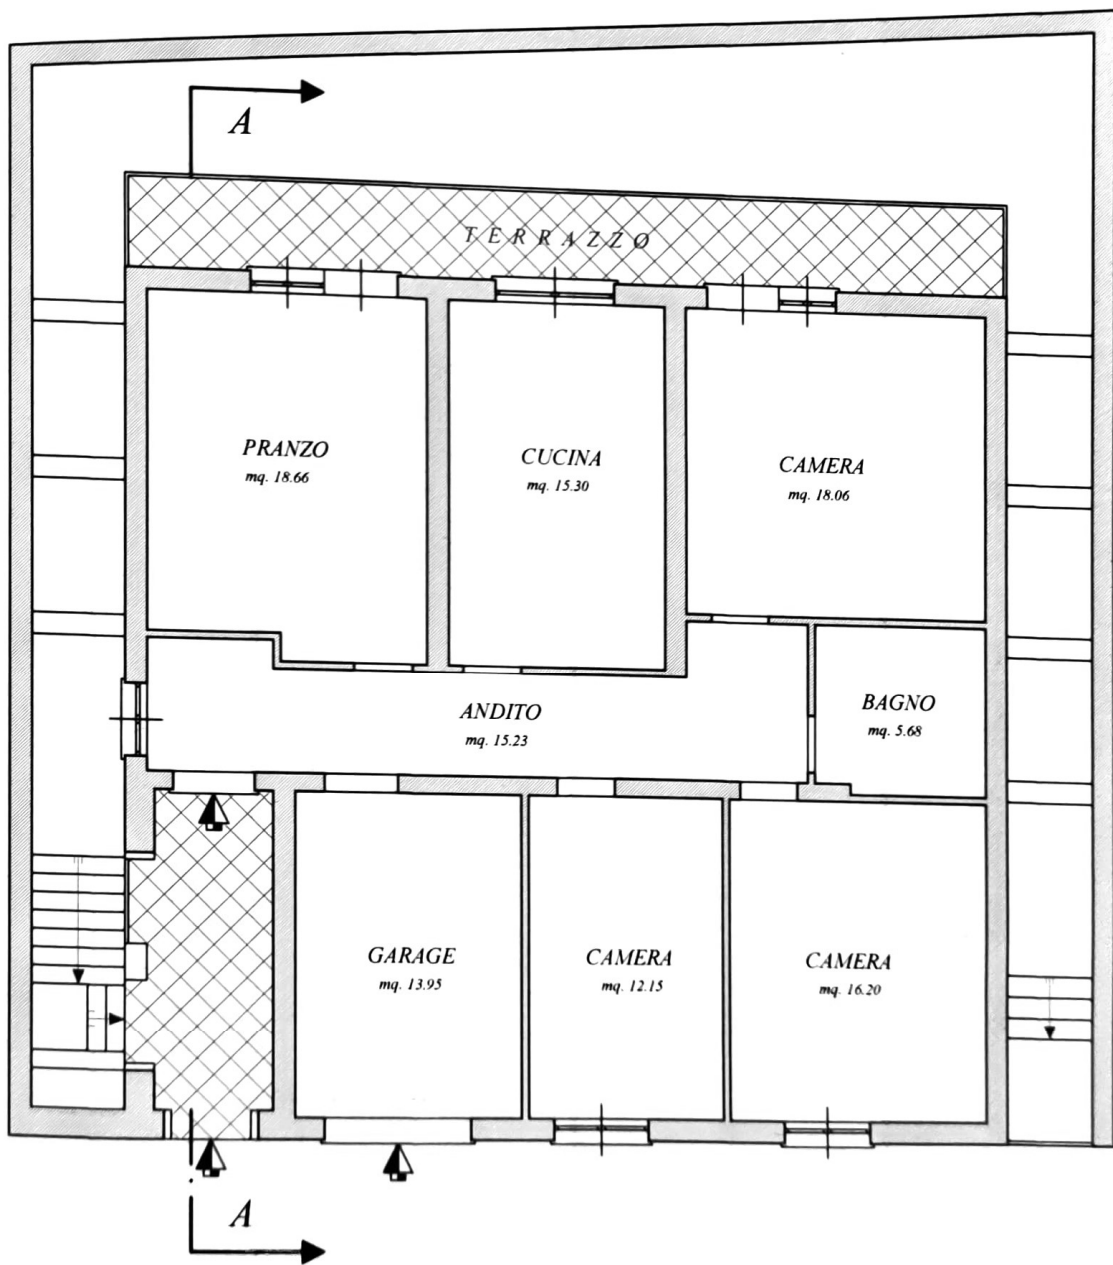 A
TERRAZZO
PRANZO
mq. 18.66
CUCINA
mq. 15.30
CAMERA
mq. 18.06
ANDITO
mq. 15.23
BAGNO
mq. 5.68
GARAGE
mq. 13.95
CAMERA
mq. 12.15
CAMERA
mq. 16.20
A